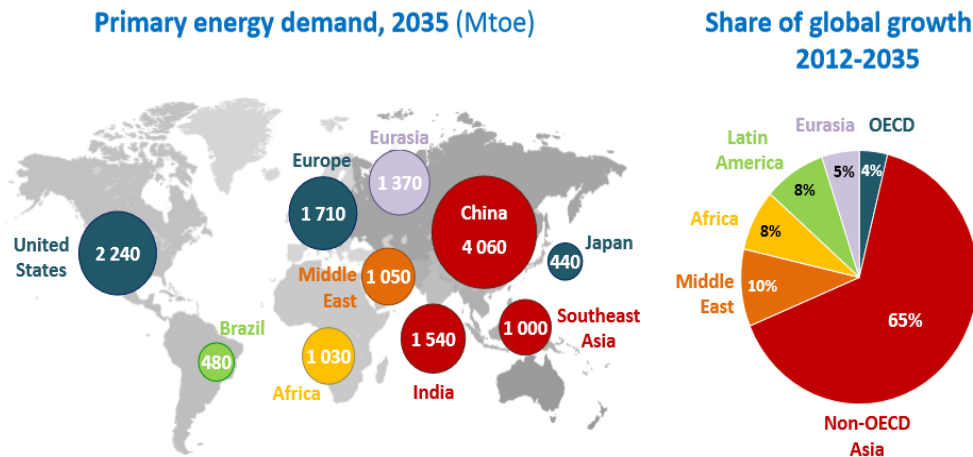 Primary energy demand, 2035 (Mtoe)
Eurasia
1 370
Europe
1 710
China
4 060
United
States
2 240
Japan
440
Middle
East
1 050
Brazil
480
Africa
1 030
India
1 540
Southeast
Asia
1 000
Share of global growth
2012-2035
Eurasia
5%
OECD
4%
Latin
America
8%
Africa
8%
Middle
East
10%
65%
Non-OECD
Asia